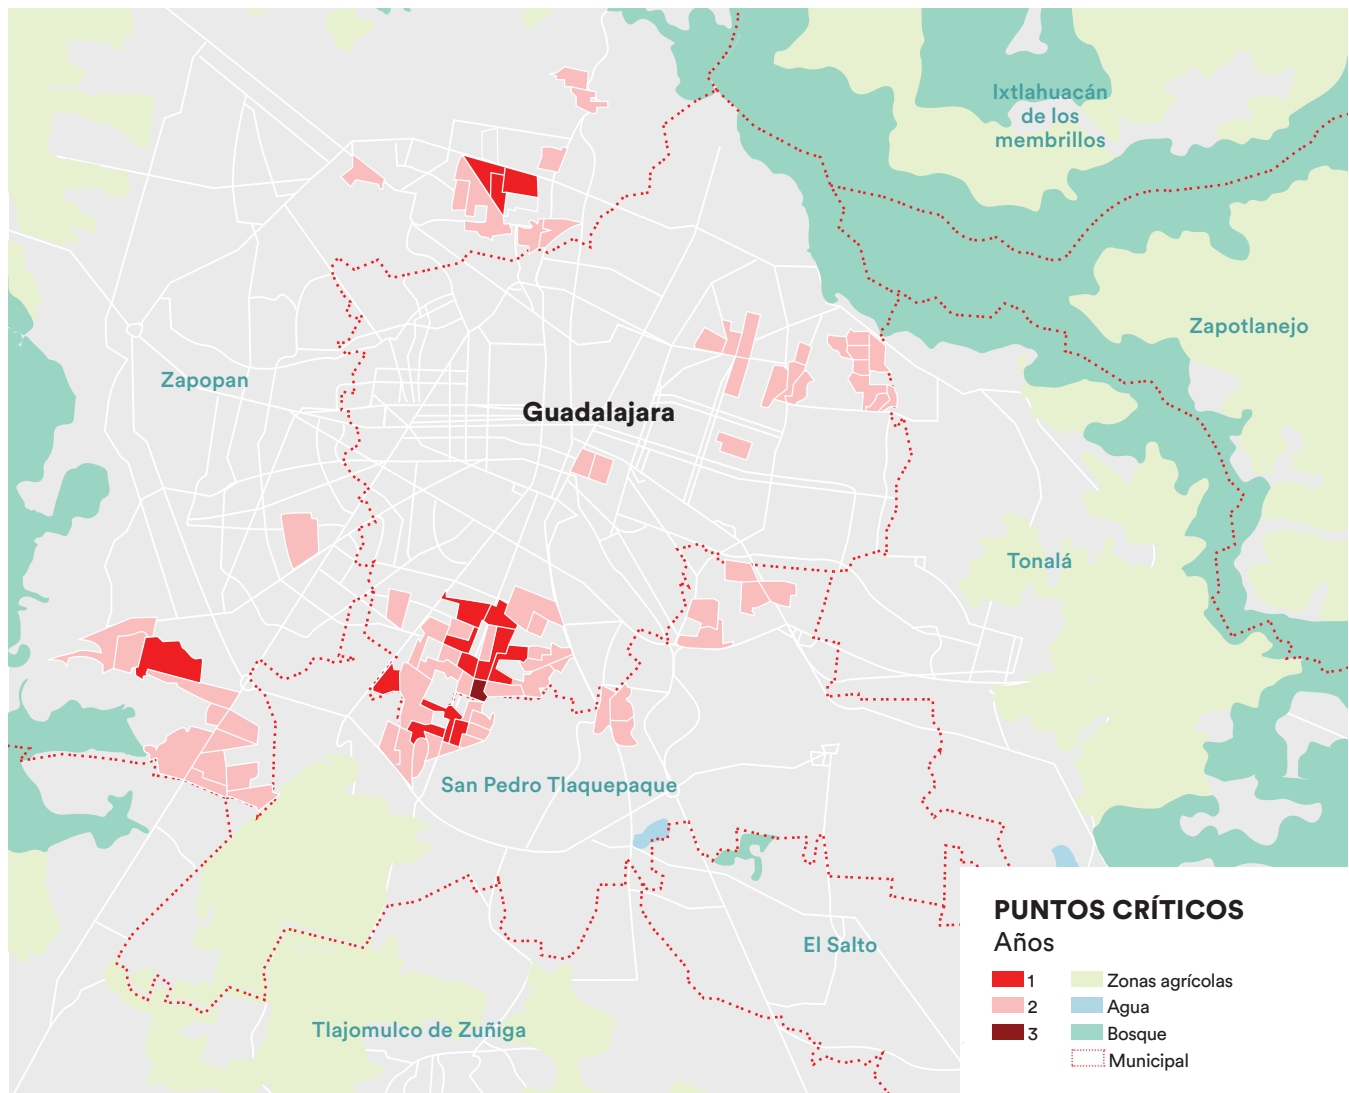 Ixtlahuacán
de los
membrillos
Zapotlanejo
Zapopan
Guadalajara
Tonalá
San Pedro Tlaquepaque
El Salto
Tlajomulco de Zuñiga
PUNTOS CRÍTICOS
Años
1
2
3
Zonas agrícolas
Agua
Bosque
Municipal